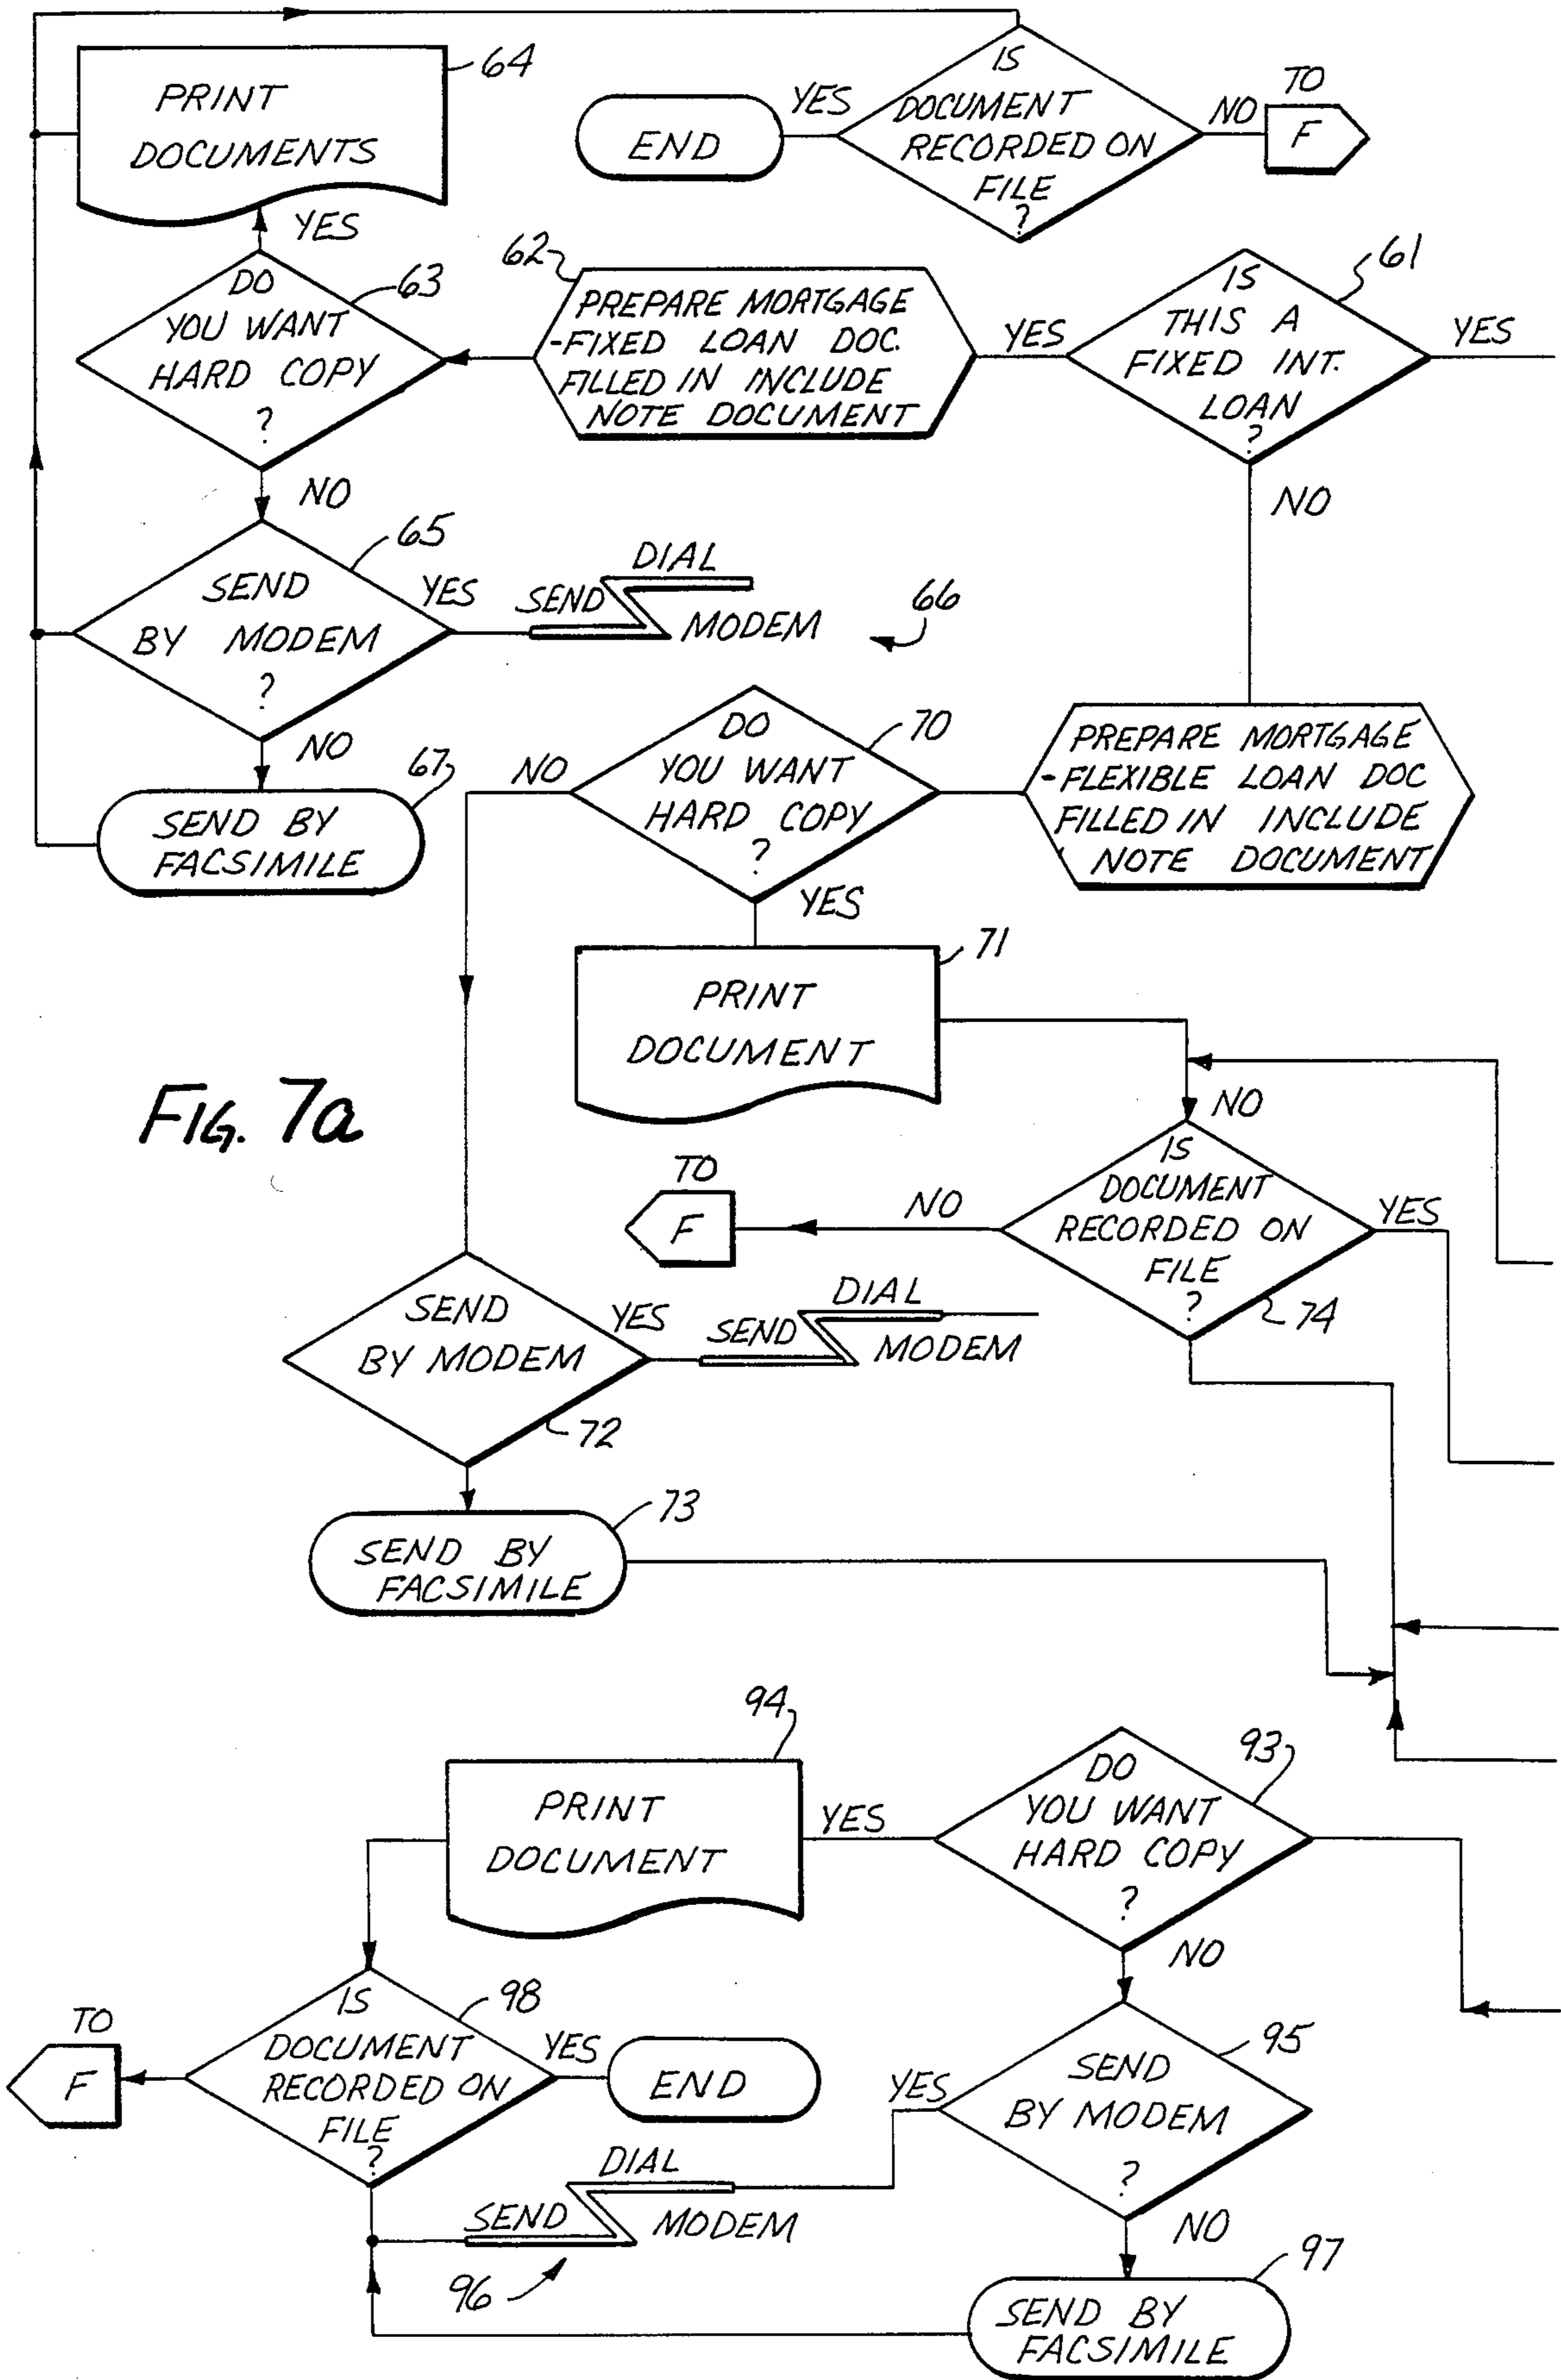 64
PRINT
DOCUMENTS
YES
END
YES
IS
DOCUMENT
RECORDED ON
FILE
?
NO
TO
F
DO
YOU WANT
HARD COPY
?
63
62
PREPARE MORTGAGE
-FIXED LOAN DOC.
FILLED IN INCLUDE
NOTE DOCUMENT
YES
IS
THIS A
FIXED INT.
LOAN
?
61
YES
NO
NO
SEND
BY MODEM
?
65
YES
SEND
DIAL
MODEM
66
NO
67
SEND BY
FACSIMILE
NO
DO
YOU WANT
HARD COPY
?
70
PREPARE MORTGAGE
-FLEXIBLE LOAN DOC
FILLED IN INCLUDE
NOTE DOCUMENT
YES
71
PRINT
DOCUMENT
FIG. 7a
NO
IS
DOCUMENT
RECORDED ON
FILE
?
74
YES
NO
TO
F
SEND
BY MODEM
72
YES
SEND
DIAL
MODEM
73
SEND BY
FACSIMILE
94
PRINT
DOCUMENT
YES
DO
YOU WANT
HARD COPY
?
93
NO
TO
F
IS
DOCUMENT
RECORDED ON
FILE
?
98
YES
END
YES
SEND
BY MODEM
?
95
SEND
DIAL
MODEM
96
NO
97
SEND BY
FACSIMILE